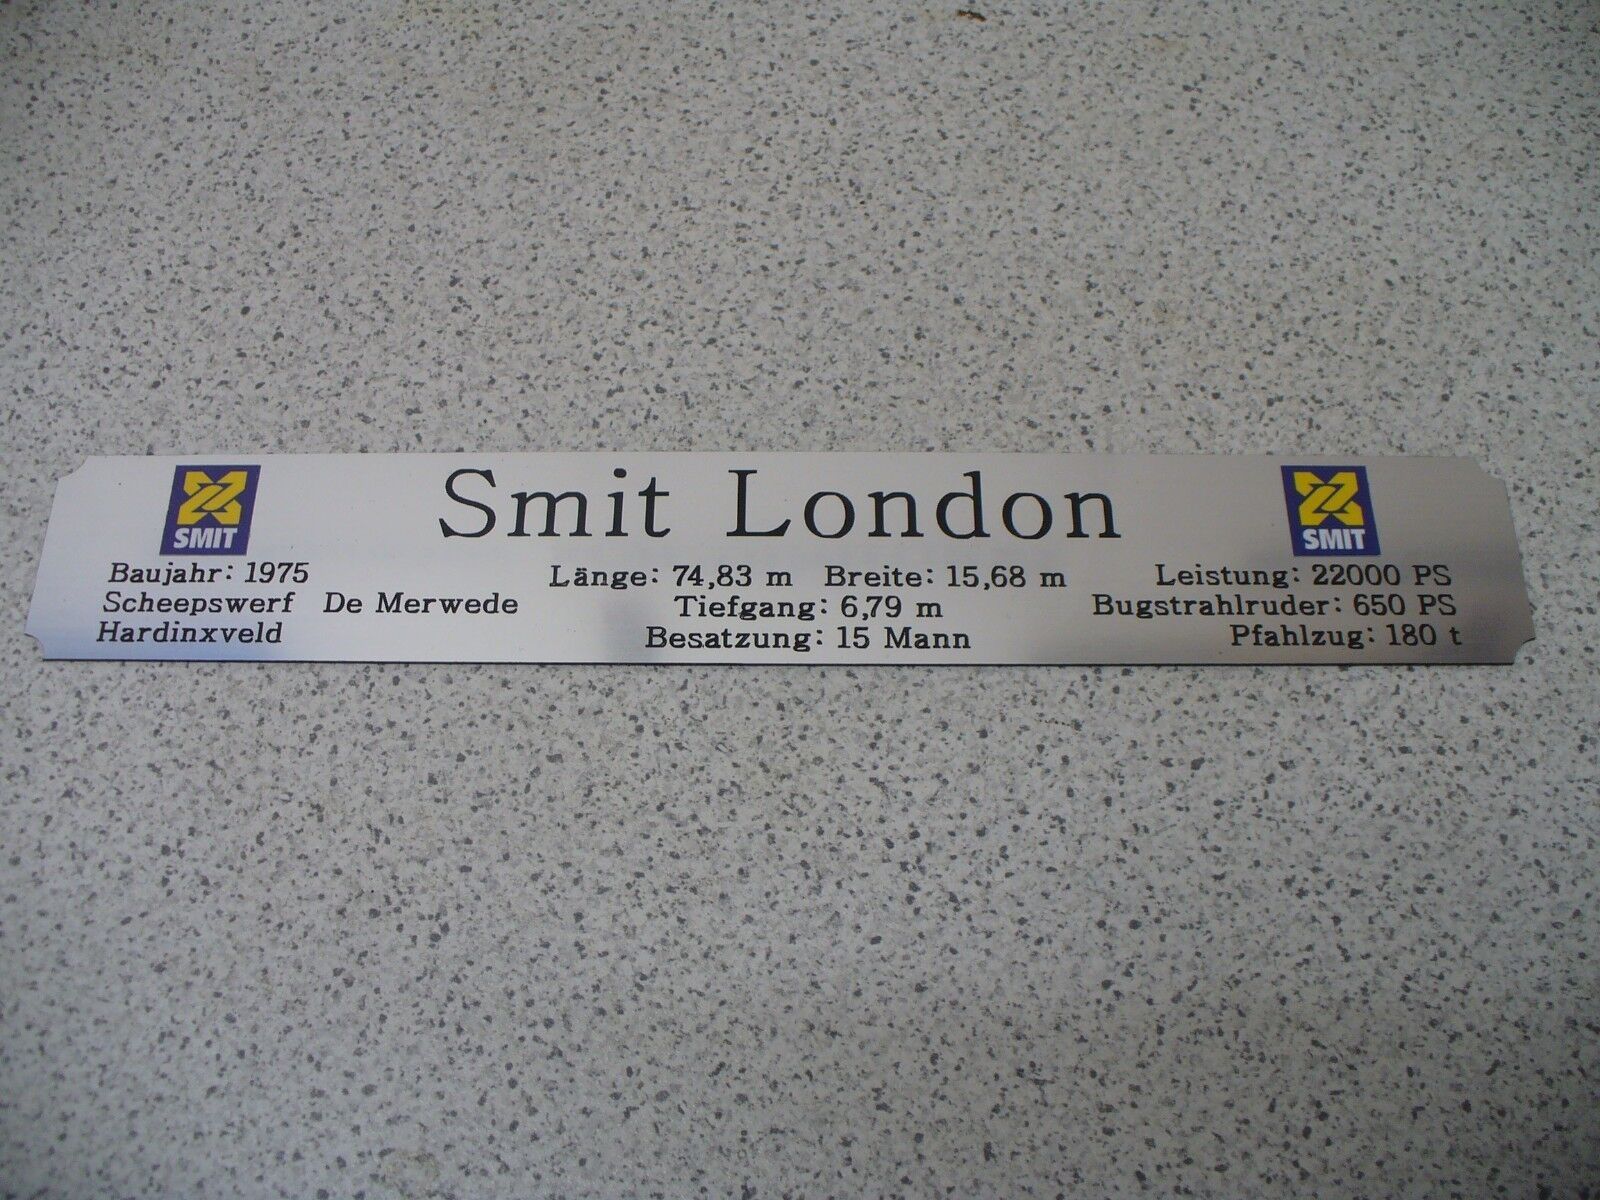 Smit London
SMIT
SMIT
Baujahr: 1975
Scheepswerf De Merwede
Hardinxveld
Länge: 74,83 m Breite: 15,68 m
Tiefgang: 6,79 m
Besatzung: 15 Mann
Leistung: 22000 PS
Bugstrahlruder: 650 PS
Pfahlzug: 180 t